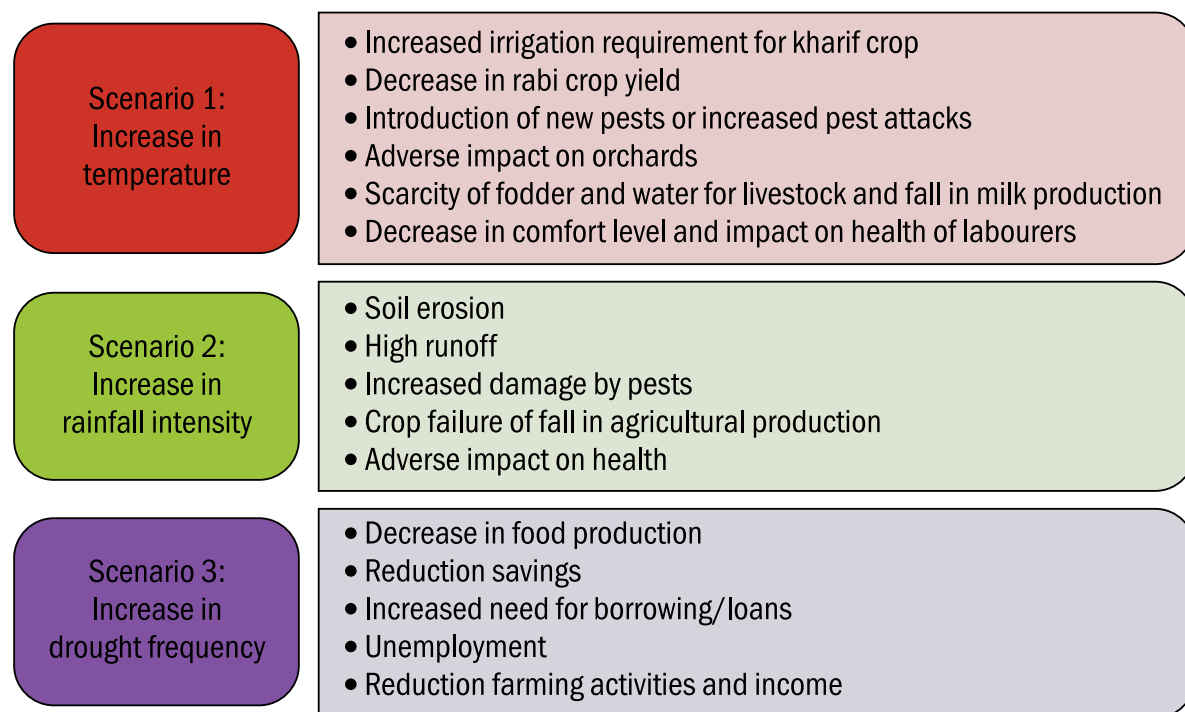 Scenario 1:
Increase in
temperature
• Increased irrigation requirement for kharif crop
• Decrease in rabi crop yield
• Introduction of new pests or increased pest attacks
• Adverse impact on orchards
• Scarcity of fodder and water for livestock and fall in milk production
• Decrease in comfort level and impact on health of labourers
Scenario 2:
Increase in
rainfall intensity
• Soil erosion
• High runoff
• Increased damage by pests
• Crop failure of fall in agricultural production
• Adverse impact on health
Scenario 3:
Increase in
drought frequency
• Decrease in food production
• Reduction savings
• Increased need for borrowing/loans
• Unemployment
• Reduction farming activities and income